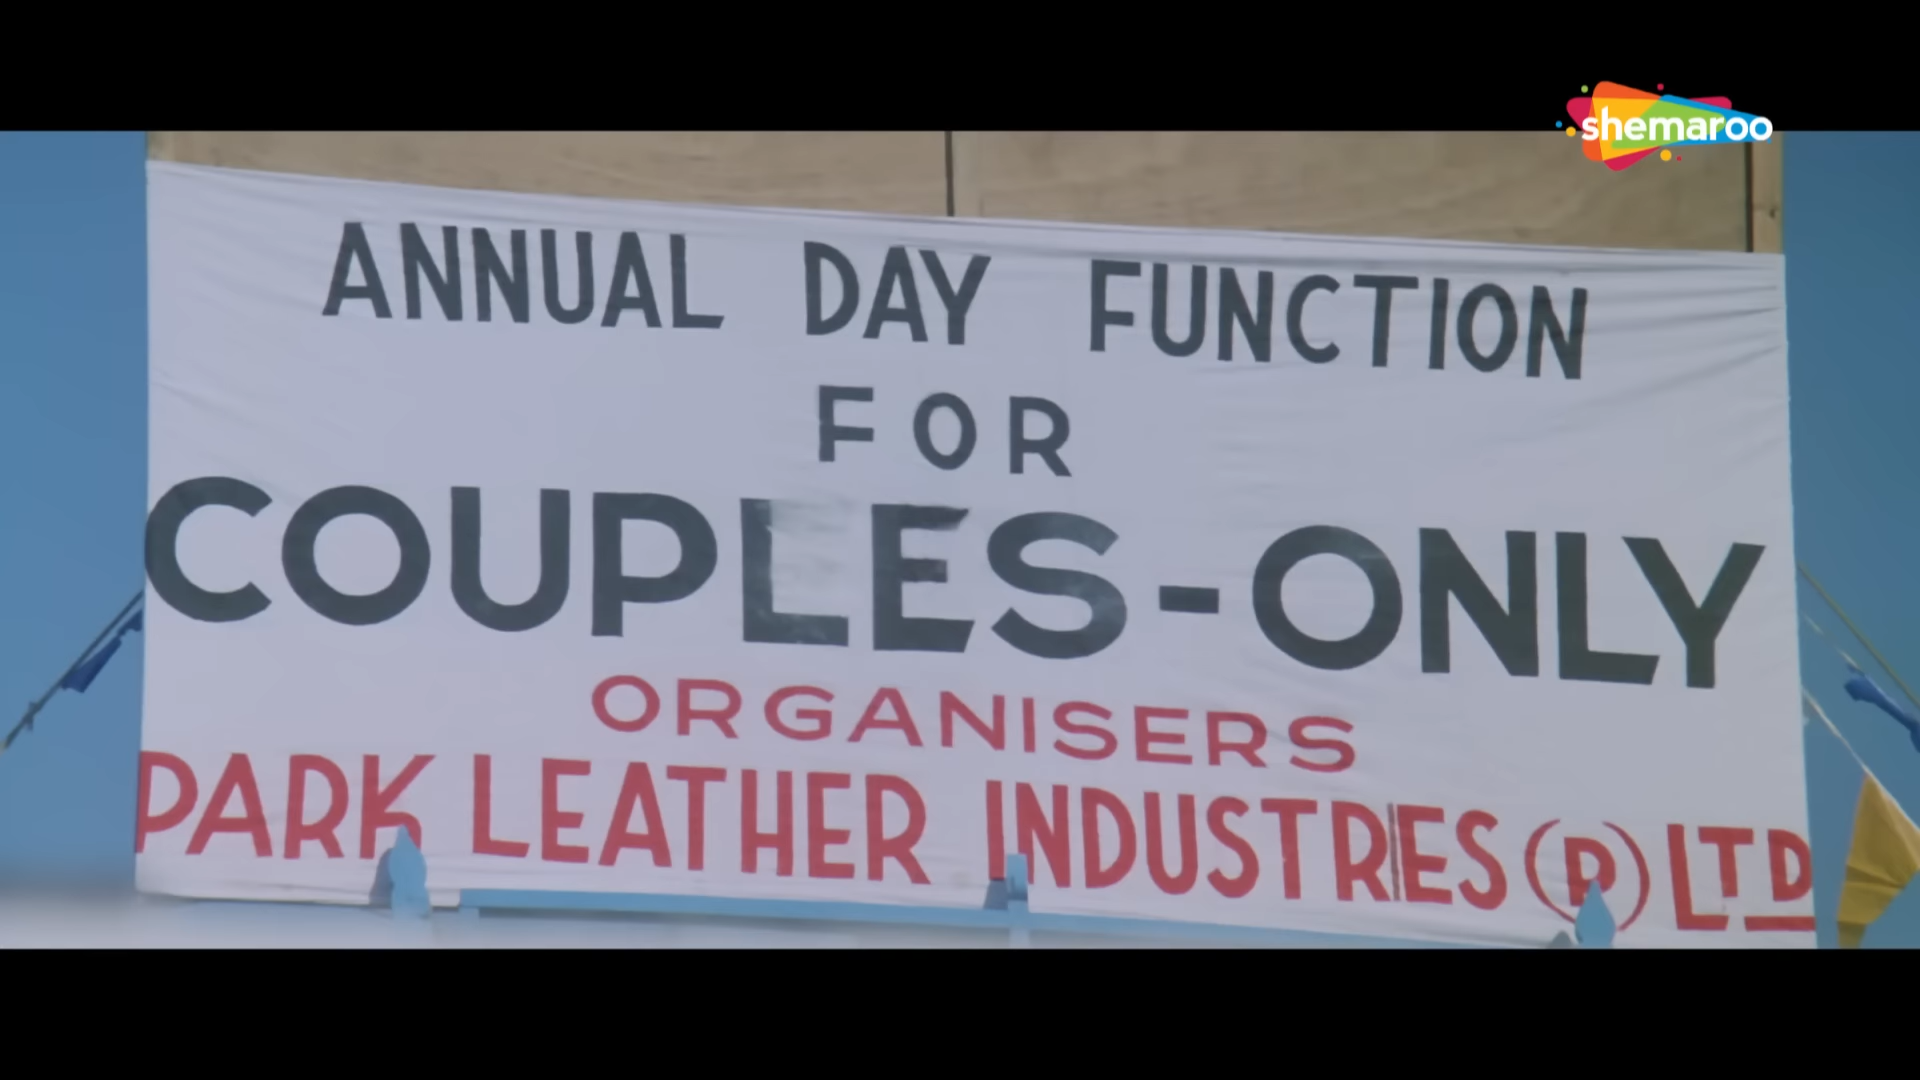 shemaroo
ANNUAL DAY FUNCTION
FOR
COUPLES-ONLY
ORGANISERS
PARK LEATHER INDUSTRIES (P) LTD